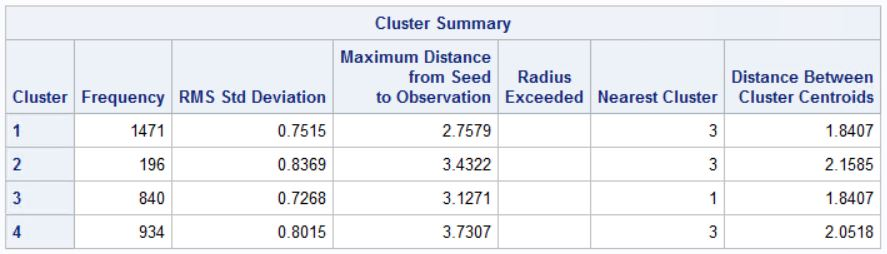 Cluster Summary
Cluster Frequency RMS Std Deviation Maximum Distance from Seed to Observation Radius Exceeded Nearest Cluster Distance Between Cluster Centroids
1 1471 0.7515 2.7579 3 1.8407
2 196 0.8369 3.4322 3 2.1585
3 840 0.7268 3.1271 1 1.8407
4 934 0.8015 3.7307 3 2.0518